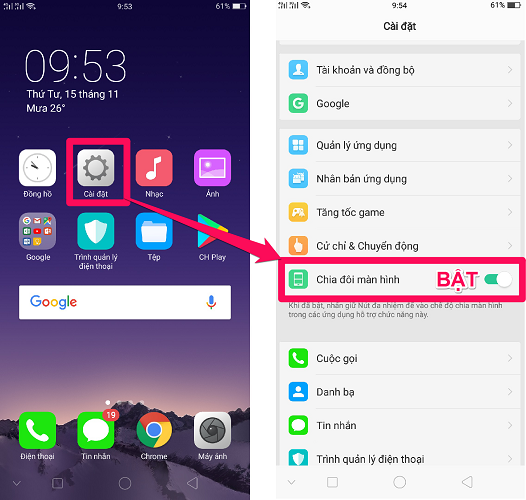 9:53
61%
09:53
Thứ Tư, 15 tháng 11
Mưa 26°
Đồng hồ
Cài đặt
Nhạc
Ảnh
Google
Trình quản lý
điện thoại
Tệp
CH Play
Google
19
Điện thoại
Tin nhắn
Chrome
Máy ảnh
9:54
61%
Cài đặt
Tài khoản và đồng bộ
Google
Quản lý ứng dụng
Nhân bản ứng dụng
Tăng tốc game
Cử chỉ & Chuyển động
Chia đôi màn hình
BẬT
Khi đã bật, nhấn giữ Nút đa nhiệm để vào chế độ chia màn hình
trong các ứng dụng hỗ trợ chức năng này.
Cuộc gọi
Danh bạ
Tin nhắn
Trình quản lý điện thoại